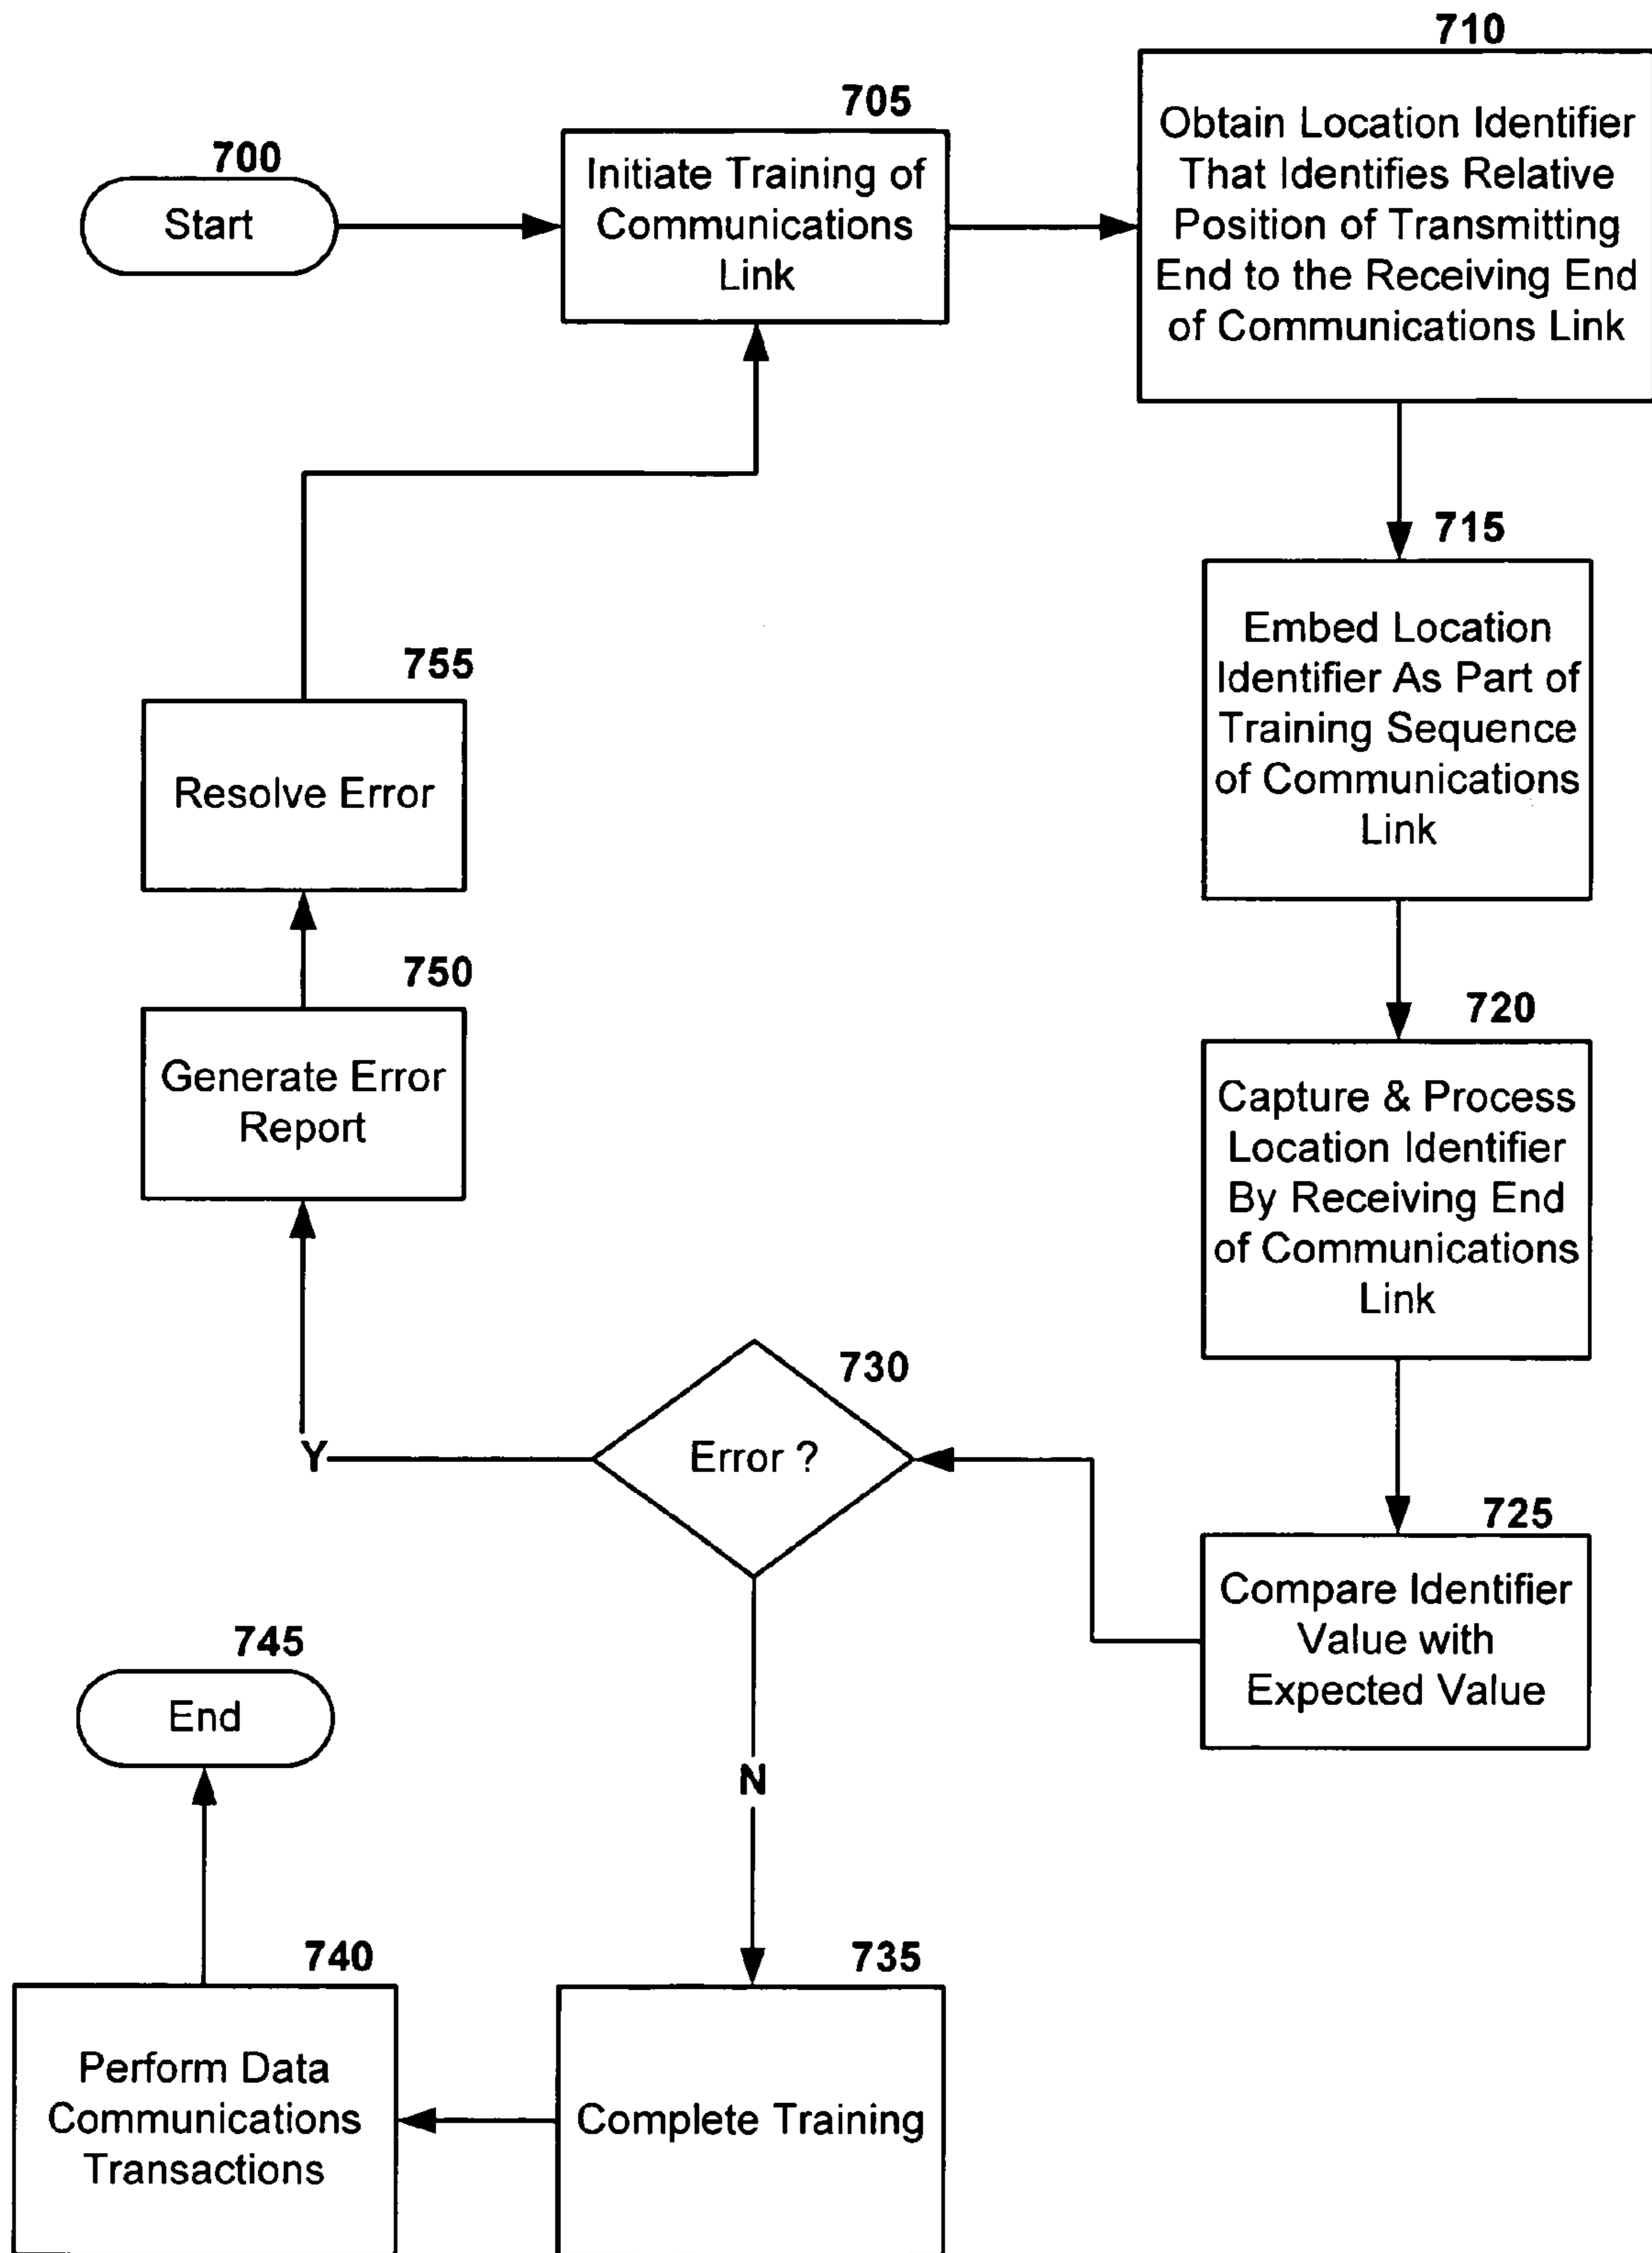 700
Start
705
Initiate Training of
Communications
Link
710
Obtain Location Identifier
That Identifies Relative
Position of Transmitting
End to the Receiving End
of Communications Link
715
Embed Location
Identifier As Part of
Training Sequence
of Communications
Link
720
Capture & Process
Location Identifier
By Receiving End
of Communications
Link
725
Compare Identifier
Value with
Expected Value
730
Error ?
Y
750
Generate Error
Report
755
Resolve Error
N
735
Complete Training
740
Perform Data
Communications
Transactions
745
End